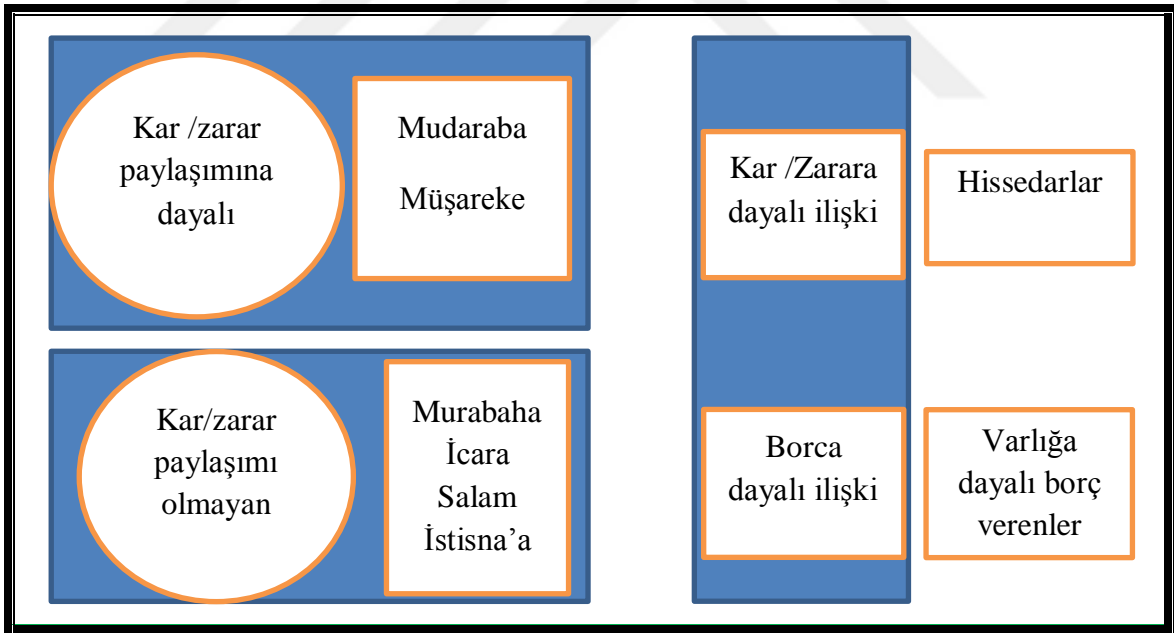 Kar /zarar
paylaşımına
dayalı
Mudaraba
Müşareke
Kar /Zarara
dayalı ilişki
Hissedarlar
Kar/zarar
paylaşımı
olmayan
Murabaha
İcara
Salam
İstisna’a
Borca
dayalı ilişki
Varlığa
dayalı borç
verenler